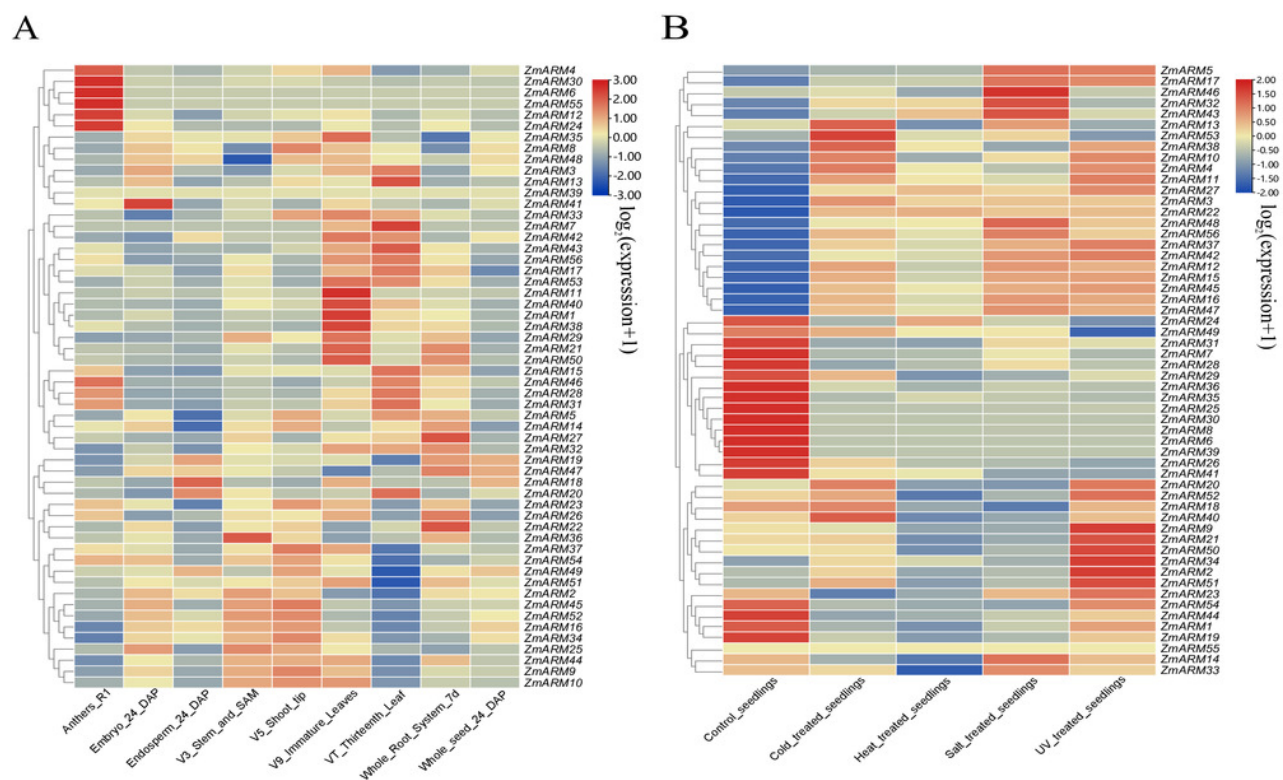 A
B
ZmARM4
ZmARM30
ZmARM6
ZmARM55
ZmARM12
ZmARM24
ZmARM35
ZmARM8
ZmARM48
ZmARM3
ZmARM13
ZmARM39
ZmARM41
ZmARM33
ZmARM7
ZmARM42
ZmARM43
ZmARM56
ZmARM17
ZmARM53
ZmARM11
ZmARM40
ZmARM1
ZmARM38
ZmARM29
ZmARM21
ZmARM50
ZmARM15
ZmARM46
ZmARM28
ZmARM31
ZmARM5
ZmARM14
ZmARM27
ZmARM32
ZmARM19
ZmARM47
ZmARM18
ZmARM20
ZmARM23
ZmARM26
ZmARM22
ZmARM36
ZmARM37
ZmARM54
ZmARM49
ZmARM51
ZmARM2
ZmARM45
ZmARM52
ZmARM16
ZmARM34
ZmARM25
ZmARM44
ZmARM9
ZmARM10
Anthers_R1
Embryo_24_DAP
Endosperm_24_DAP
V3_Stem_and_SAM
V5_Shoot_tip
V9_Immature_Leaves
VT_Thirteenth_Leaf
Whole_Root_System_7d
Whole_seed_24_DAP
3.00
2.00
1.00
0.00
-1.00
-2.00
-3.00
log2(expression+1)
ZmARM5
ZmARM17
ZmARM46
ZmARM32
ZmARM43
ZmARM13
ZmARM53
ZmARM38
ZmARM10
ZmARM4
ZmARM11
ZmARM27
ZmARM3
ZmARM22
ZmARM48
ZmARM56
ZmARM37
ZmARM42
ZmARM12
ZmARM15
ZmARM45
ZmARM16
ZmARM47
ZmARM24
ZmARM49
ZmARM31
ZmARM7
ZmARM28
ZmARM29
ZmARM36
ZmARM35
ZmARM25
ZmARM30
ZmARM8
ZmARM6
ZmARM39
ZmARM26
ZmARM41
ZmARM20
ZmARM52
ZmARM18
ZmARM40
ZmARM9
ZmARM21
ZmARM50
ZmARM34
ZmARM2
ZmARM51
ZmARM23
ZmARM54
ZmARM44
ZmARM1
ZmARM19
ZmARM55
ZmARM14
ZmARM33
Control_seedlings
Cold_treated_seedlings
Heat_treated_seedlings
Salt_treated_seedlings
UV_treated_seedlings
2.00
1.50
1.00
0.50
0.00
-0.50
-1.00
-1.50
-2.00
log2(expression+1)